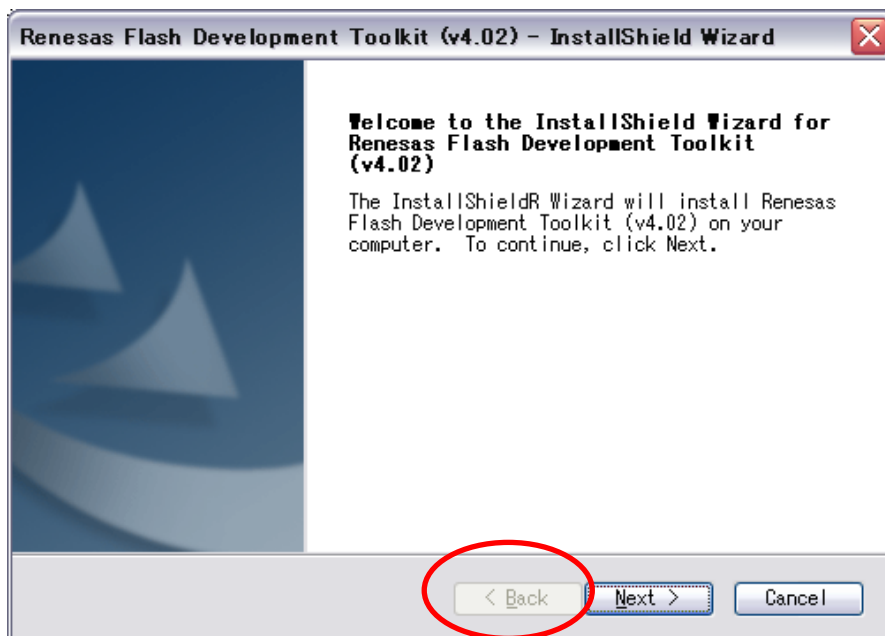 Renesas Flash Development Toolkit (v4.02) - InstallShield Wizard
Welcome to the InstallShield Wizard for
Renesas Flash Development Toolkit
(v4.02)
The InstallShieldR Wizard will install Renesas
Flash Development Toolkit (v4.02) on your
computer.  To continue, click Next.
< Back
Next >
Cancel